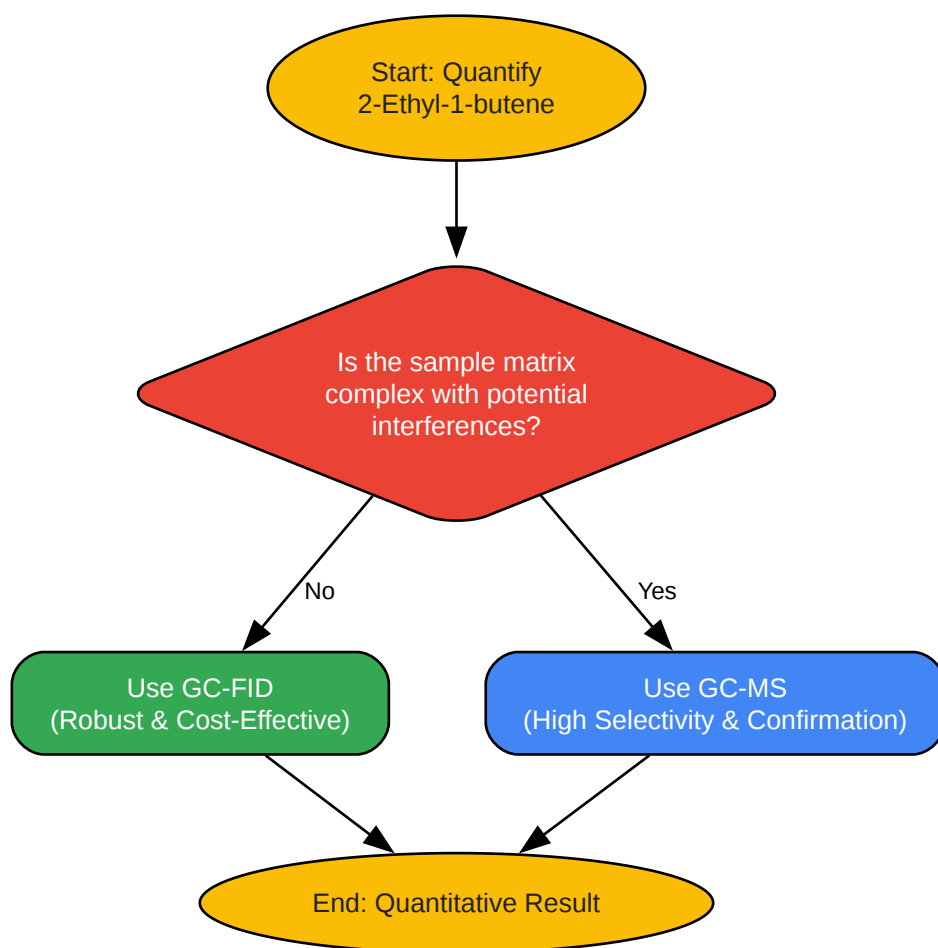 Start: Quantify
2-Ethyl-1-butene
Is the sample matrix
complex with potential
interferences?
No
Yes
Use GC-FID
(Robust & Cost-Effective)
Use GC-MS
(High Selectivity & Confirmation)
End: Quantitative Result